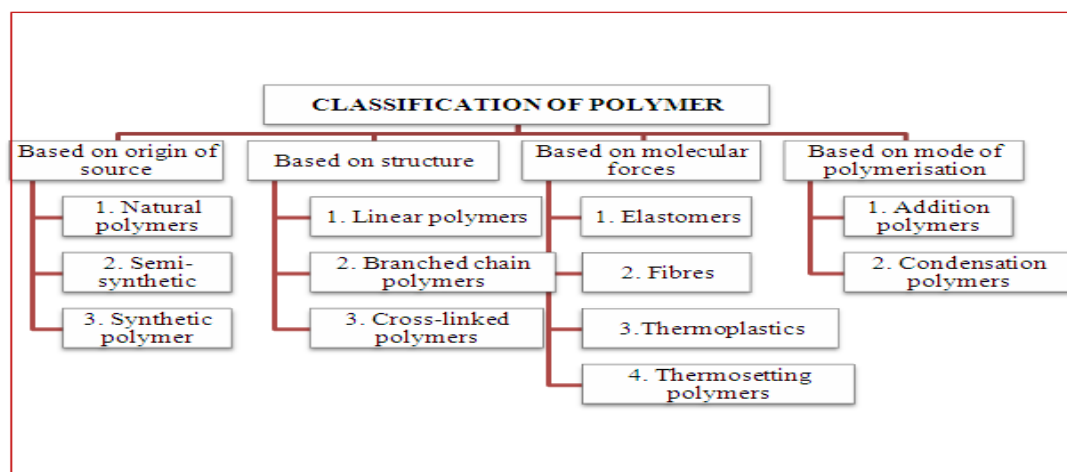 CLASSIFICATION OF POLYMER
Based on origin of
source
1. Natural
polymers
2. Semi-
synthetic
3. Synthetic
polymer
Based on structure
1. Linear polymers
2. Branched chain
polymers
3. Cross-linked
polymers
Based on molecular
forces
1. Elastomers
2. Fibres
3.Thermoplastics
4. Thermosetting
polymers
Based on mode of
polymerisation
1. Addition
polymers
2. Condensation
polymers